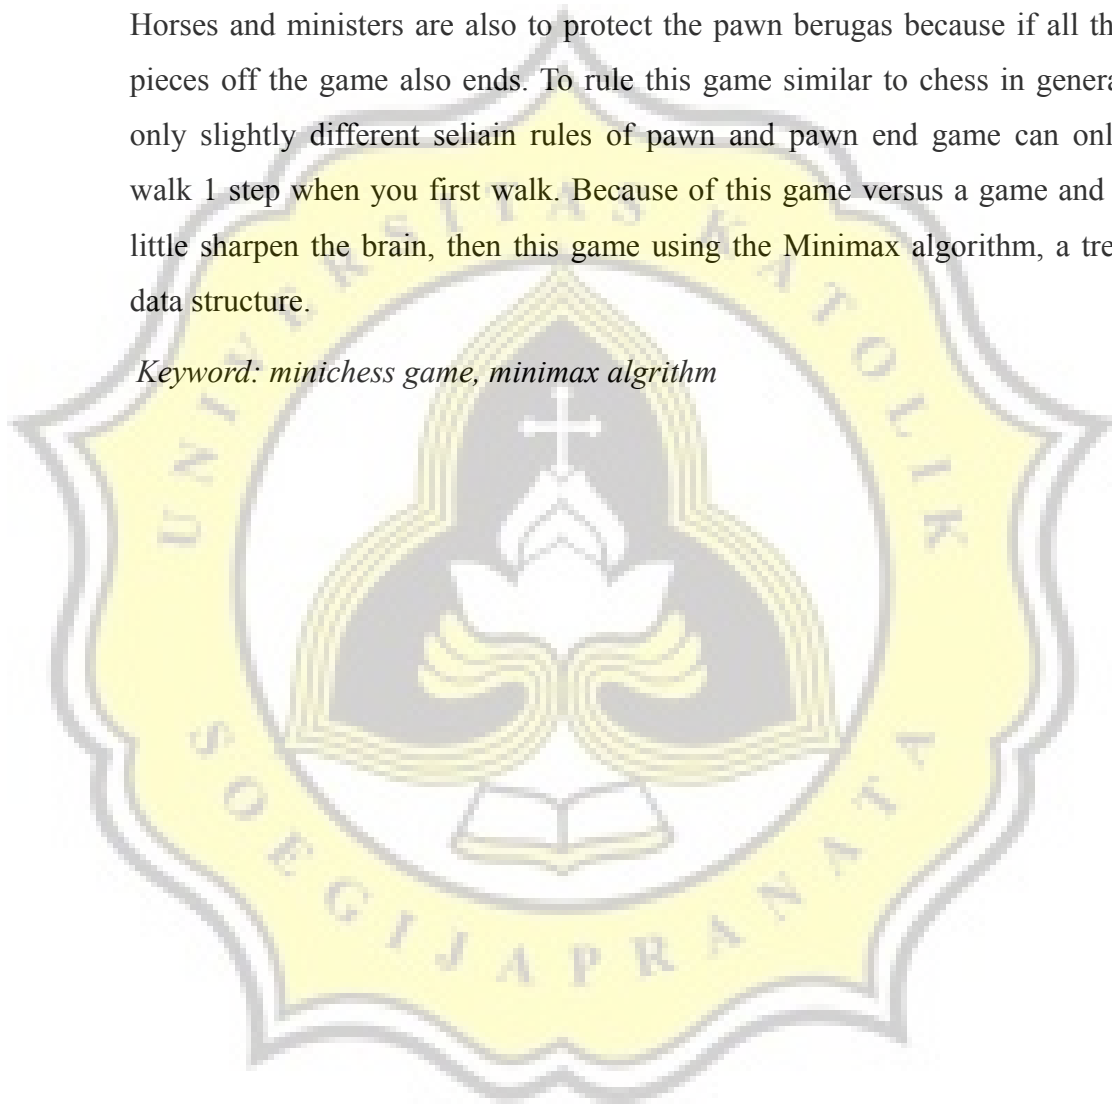 Horses and ministers are also to protect the pawn berugas because if all th
pieces off the game also ends. To rule this game similar to chess in genera
only slightly different seliain rules of pawn and pawn end game can onl
walk 1 step when you first walk. Because of this game versus a game and
little sharpen the brain, then this game using the Minimax algorithm, a tre
data structure.
Keyword: minichess game, minimax algrithm
UNIVERSITAS KATOLIK
SOEGIJAPRANATA